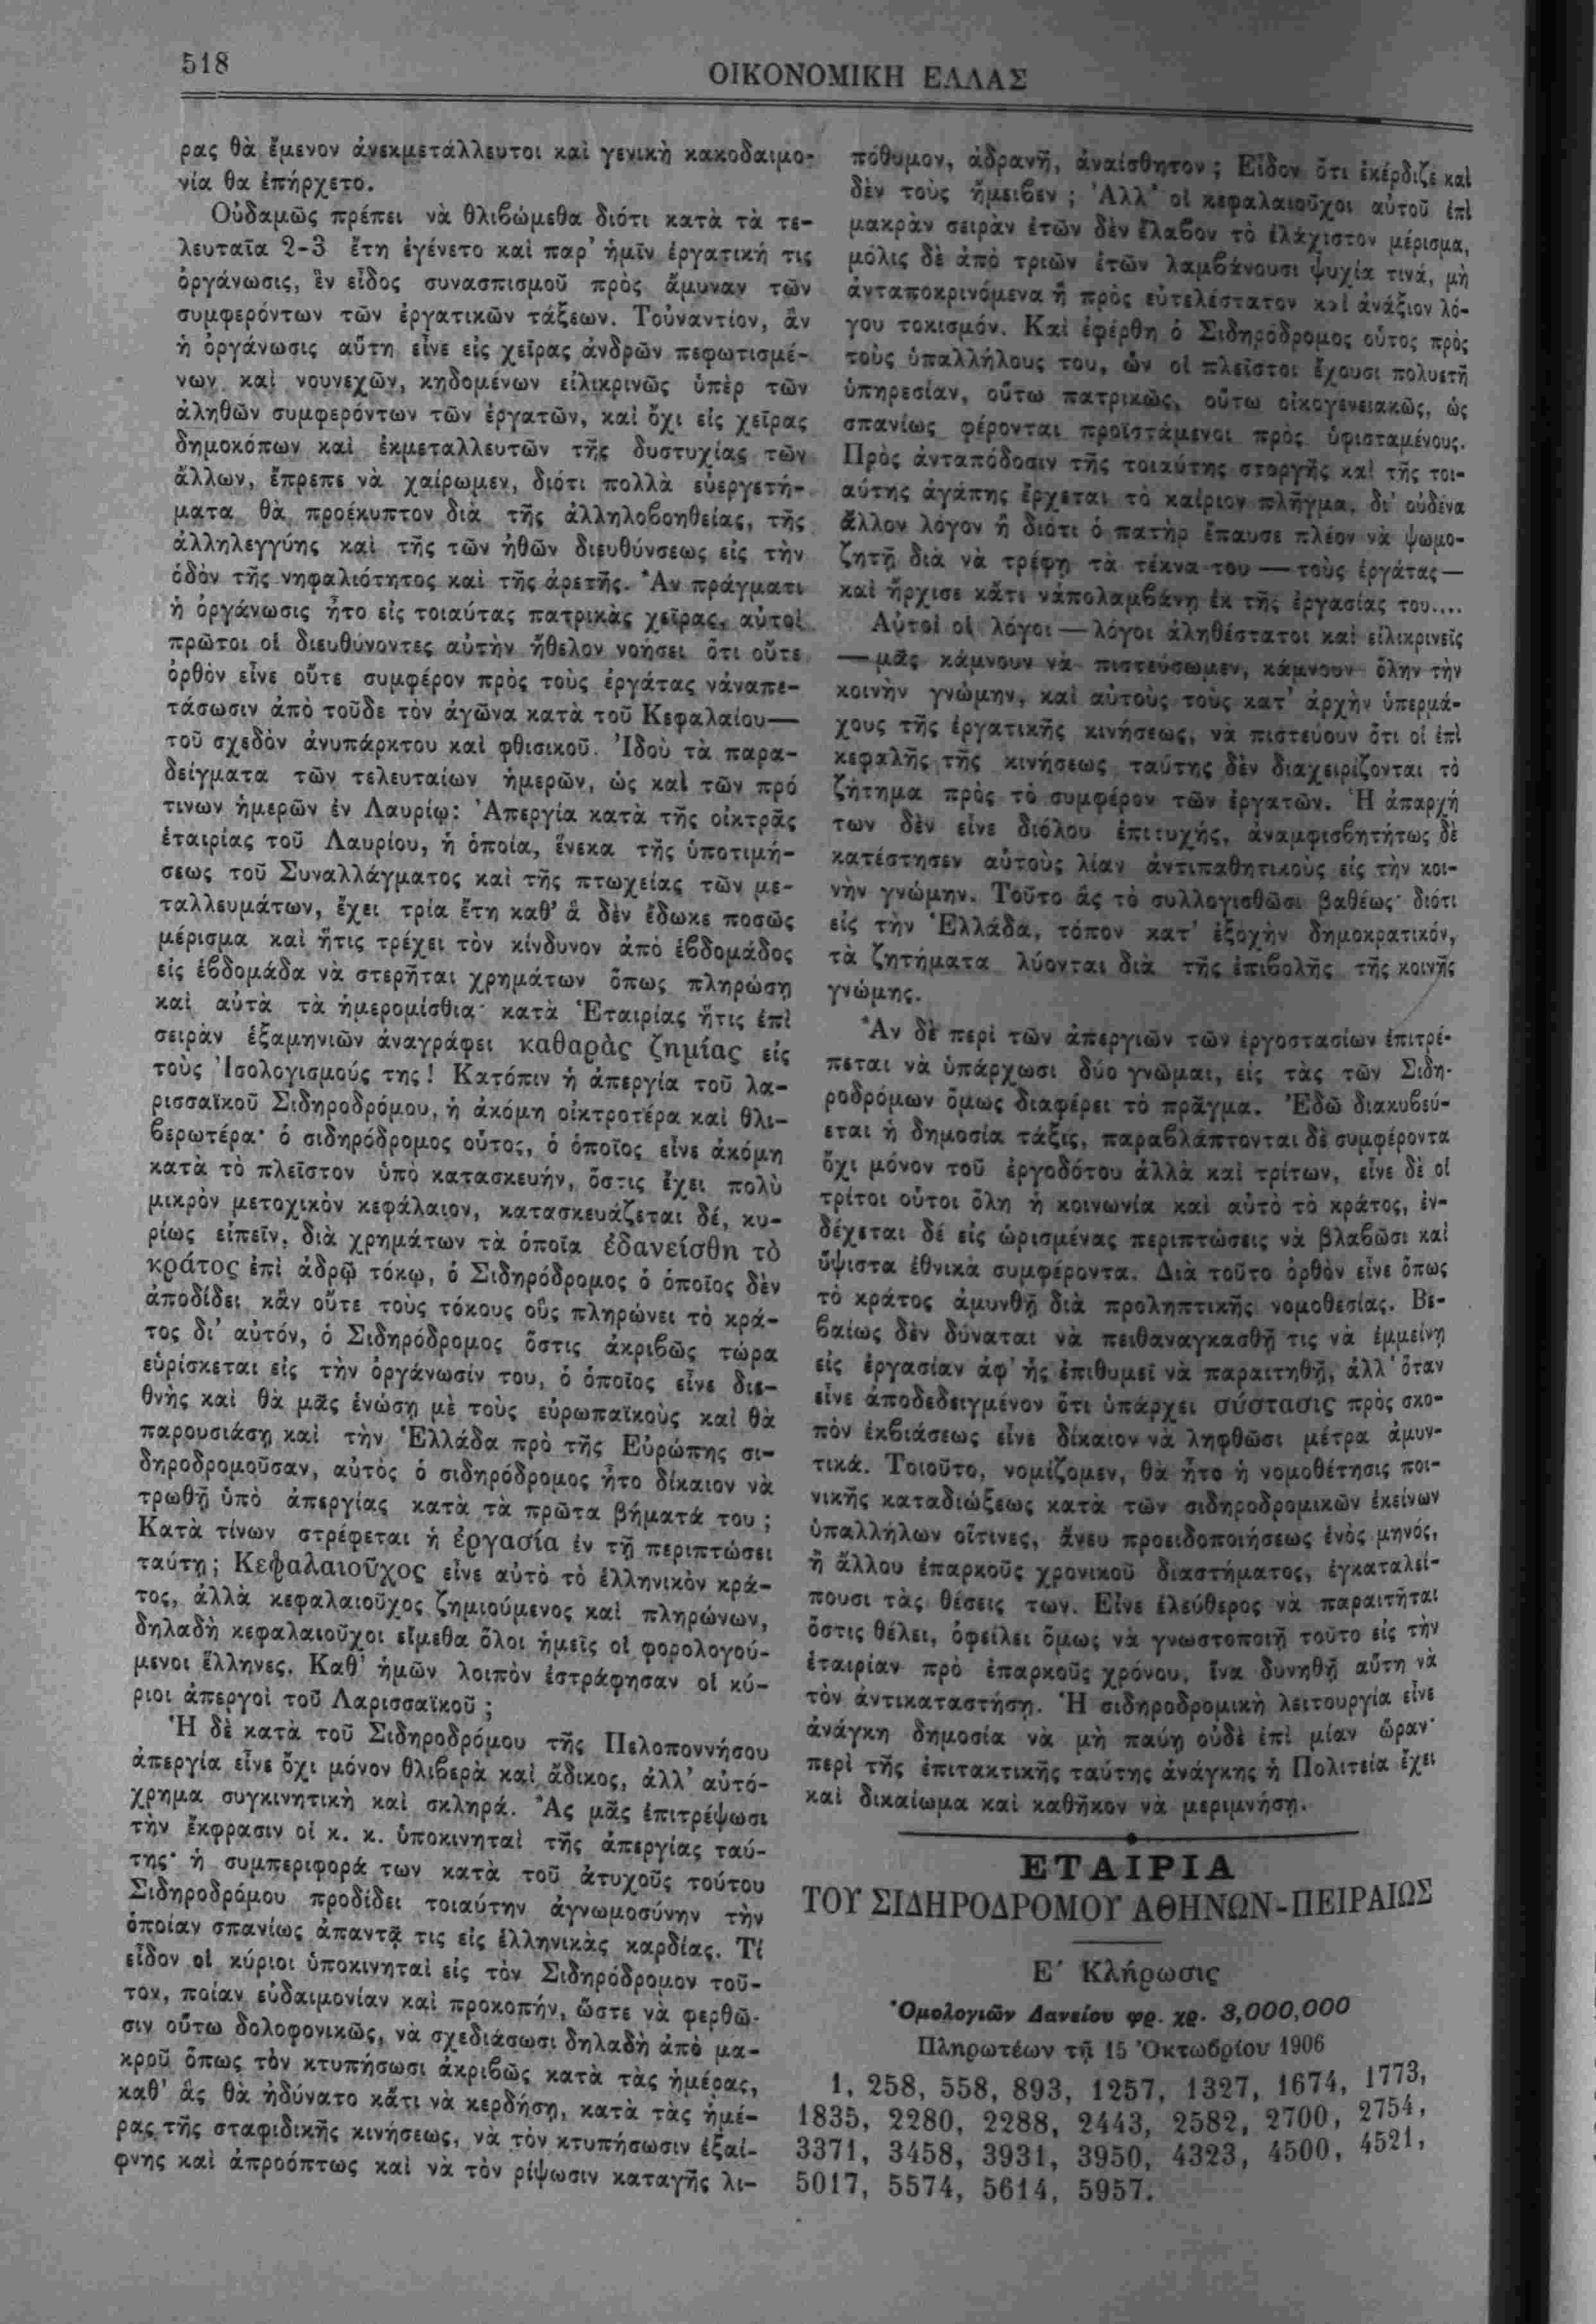 518
ΟΙΚΟΝΟΜΙΚΗ ΕΛΛΑΣ
ρας θὰ ἔμενον ἀνεκμετάλλευτοι καὶ γενικὴ κακοδαιμο-
νία θα ἐπήρχετο.
Οὐδαμῶς πρέπει νὰ θλιβώμεθα διότι κατὰ τὰ τε-
λευταῖα 2-3 ἔτη ἐγένετο καὶ παρ' ἡμῖν ἐργατική τις
ὀργάνωσις, ἓν εἶδος συνασπισμοῦ πρὸς ἄμυναν τῶν
συμφερόντων τῶν ἐργατικῶν τάξεων. Τοὐναντίον, ἂν
ἡ ὀργάνωσις αὕτη εἶνε εἰς χεῖρας ἀνδρῶν πεφωτισμέ-
νων καὶ νουνεχῶν, κηδομένων εἰλικρινῶς ὑπὲρ τῶν
ἀληθῶν συμφερόντων τῶν ἐργατῶν, καὶ ὄχι εἰς χεῖρας
δημοκόπων καὶ ἐκμεταλλευτῶν τῆς δυστυχίας τῶν
ἄλλων, ἔπρεπε νὰ χαίρωμεν, διότι πολλὰ εὐεργετή-
ματα θὰ προέκυπτον διὰ τῆς ἀλληλοβοηθείας, τῆς
ἀλληλεγγύης καὶ τῆς τῶν ἠθῶν διευθύνσεως εἰς τὴν
ὁδὸν τῆς νηφαλιότητος καὶ τῆς ἀρετῆς. Ἂν πράγματι
ἡ ὀργάνωσις ἦτο εἰς τοιαύτας πατρικὰς χεῖρας, αὐτοὶ
πρῶτοι οἱ διευθύνοντες αὐτὴν ἤθελον νοήσει ὅτι οὔτε
ὀρθὸν εἶνε οὔτε συμφέρον πρὸς τοὺς ἐργάτας νἀναπε-
τάσωσιν ἀπὸ τοῦδε τὸν ἀγῶνα κατὰ τοῦ Κεφαλαίου—
τοῦ σχεδὸν ἀνυπάρκτου καὶ φθισικοῦ. Ἰδοὺ τὰ παρα-
δείγματα τῶν τελευταίων ἡμερῶν, ὡς καὶ τῶν πρό
τινων ἡμερῶν ἐν Λαυρίῳ: Ἀπεργία κατὰ τῆς οἰκτρᾶς
ἑταιρίας τοῦ Λαυρίου, ἡ ὁποία, ἕνεκα τῆς ὑποτιμή-
σεως τοῦ Συναλλάγματος καὶ τῆς πτωχείας τῶν με-
ταλλευμάτων, ἔχει τρία ἔτη καθ' ἃ δὲν ἔδωκε ποσῶς
μέρισμα καὶ ἥτις τρέχει τὸν κίνδυνον ἀπὸ ἑβδομάδος
εἰς ἑβδομάδα νὰ στερῆται χρημάτων ὅπως πληρώσῃ
καὶ αὐτὰ τὰ ἡμερομίσθια· κατὰ Ἑταιρίας ἥτις ἐπὶ
σειρὰν ἑξαμηνιῶν ἀναγράφει καθαρὰς ζημίας εἰς
τοὺς Ἰσολογισμούς της! Κατόπιν ἡ ἀπεργία τοῦ λα-
ρισσαϊκοῦ Σιδηροδρόμου, ἡ ἀκόμη οἰκτροτέρα καὶ θλι-
βερωτέρα· ὁ σιδηρόδρομος οὗτος, ὁ ὁποῖος εἶνε ἀκόμη
κατὰ τὸ πλεῖστον ὑπὸ κατασκευήν, ὅστις ἔχει πολὺ
μικρὸν μετοχικὸν κεφάλαιον, κατασκευάζεται δέ, κυ-
ρίως εἰπεῖν, διὰ χρημάτων τὰ ὁποῖα ἐδανείσθη τὸ
κράτος ἐπὶ ἁδρῷ τόκῳ, ὁ Σιδηρόδρομος ὁ ὁποῖος δὲν
ἀποδίδει κἂν οὔτε τοὺς τόκους οὓς πληρώνει τὸ κρά-
τος δι' αὐτόν, ὁ Σιδηρόδρομος ὅστις ἀκριβῶς τώρα
εὑρίσκεται εἰς τὴν ὀργάνωσίν του, ὁ ὁποῖος εἶνε διε-
θνὴς καὶ θὰ μᾶς ἑνώσῃ μὲ τοὺς εὐρωπαϊκοὺς καὶ θὰ
παρουσιάσῃ καὶ τὴν Ἑλλάδα πρὸ τῆς Εὐρώπης σι-
δηροδρομοῦσαν, αὐτὸς ὁ σιδηρόδρομος ἦτο δίκαιον νὰ
τρωθῇ ὑπὸ ἀπεργίας κατὰ τὰ πρῶτα βήματά του ;
Κατὰ τίνων στρέφεται ἡ ἐργασία ἐν τῇ περιπτώσει
ταύτῃ; Κεφαλαιοῦχος εἶνε αὐτὸ τὸ ἑλληνικὸν κρά-
τος, ἀλλὰ κεφαλαιοῦχος ζημιούμενος καὶ πληρώνων,
δηλαδὴ κεφαλαιοῦχοι εἴμεθα ὅλοι ἡμεῖς οἱ φορολογού-
μενοι ἕλληνες. Καθ' ἡμῶν λοιπὸν ἐστράφησαν οἱ κύ-
ριοι ἀπεργοὶ τοῦ Λαρισσαϊκοῦ ;
Ἡ δὲ κατὰ τοῦ Σιδηροδρόμου τῆς Πελοποννήσου
ἀπεργία εἶνε ὄχι μόνον θλιβερὰ καὶ ἄδικος, ἀλλ' αὐτό-
χρημα συγκινητικὴ καὶ σκληρά. Ἂς μᾶς ἐπιτρέψωσι
τὴν ἔκφρασιν οἱ κ. κ. ὑποκινηταὶ τῆς ἀπεργίας ταύ-
της· ἡ συμπεριφορά των κατὰ τοῦ ἀτυχοῦς τούτου
Σιδηροδρόμου προδίδει τοιαύτην ἀγνωμοσύνην τὴν
ὁποίαν σπανίως ἀπαντᾷ τις εἰς ἑλληνικὰς καρδίας. Τί
εἶδον οἱ κύριοι ὑποκινηταὶ εἰς τὸν Σιδηρόδρομον τοῦ-
τον, ποίαν εὐδαιμονίαν καὶ προκοπήν, ὥστε νὰ φερθῶ-
σιν οὕτω δολοφονικῶς, νὰ σχεδιάσωσι δηλαδὴ ἀπὸ μα-
κροῦ ὅπως τὸν κτυπήσωσι ἀκριβῶς κατὰ τὰς ἡμέρας,
καθ' ἃς θὰ ἠδύνατο κἄτι νὰ κερδήσῃ, κατὰ τὰς ἡμέ-
ρας τῆς σταφιδικῆς κινήσεως, νὰ τὸν κτυπήσωσιν ἐξαί-
φνης καὶ ἀπροόπτως καὶ νὰ τὸν ρίψωσιν καταγῆς λι-
πόθυμον, ἀδρανῆ, ἀναίσθητον ; Εἶδον ὅτι ἐκέρδιζε καὶ
δὲν τοὺς ἤμειβεν ; Ἀλλ' οἱ κεφαλαιοῦχοι αὐτοῦ ἐπὶ
μακρὰν σειρὰν ἐτῶν δὲν ἔλαβον τὸ ἐλάχιστον μέρισμα,
μόλις δὲ ἀπὸ τριῶν ἐτῶν λαμβάνουσι ψυχία τινά, μὴ
ἀνταποκρινόμενα ἢ πρὸς εὐτελέστατον καὶ ἀνάξιον λό-
γου τοκισμόν. Καὶ ἐφέρθη ὁ Σιδηρόδρομος οὗτος πρὸς
τοὺς ὑπαλλήλους του, ὧν οἱ πλεῖστοι ἔχουσι πολυετῆ
ὑπηρεσίαν, οὕτω πατρικῶς, οὕτω οἰκογενειακῶς, ὡς
σπανίως φέρονται προϊστάμενοι πρὸς ὑφισταμένους.
Πρὸς ἀνταπόδοσιν τῆς τοιαύτης στοργῆς καὶ τῆς τοι-
αύτης ἀγάπης ἔρχεται τὸ καίριον πλῆγμα, δι' οὐδένα
ἄλλον λόγον ἢ διότι ὁ πατὴρ ἔπαυσε πλέον νὰ ψωμο-
ζητῇ διὰ νὰ τρέφῃ τὰ τέκνα του — τοὺς ἐργάτας —
καὶ ἤρχισε κἄτι νἀπολαμβάνῃ ἐκ τῆς ἐργασίας του....
Αὐτοὶ οἱ λόγοι — λόγοι ἀληθέστατοι καὶ εἰλικρινεῖς
— μᾶς κάμνουν νὰ πιστεύσωμεν, κάμνουν ὅλην τὴν
κοινὴν γνώμην, καὶ αὐτοὺς τοὺς κατ' ἀρχὴν ὑπερμά-
χους τῆς ἐργατικῆς κινήσεως, νὰ πιστεύουν ὅτι οἱ ἐπὶ
κεφαλῆς τῆς κινήσεως ταύτης δὲν διαχειρίζονται τὸ
ζήτημα πρὸς τὸ συμφέρον τῶν ἐργατῶν. Ἡ ἀπαρχή
των δὲν εἶνε διόλου ἐπιτυχής, ἀναμφισβητήτως δὲ
κατέστησεν αὐτοὺς λίαν ἀντιπαθητικοὺς εἰς τὴν κοι-
νὴν γνώμην. Τοῦτο ἂς τὸ συλλογισθῶσι βαθέως· διότι
εἰς τὴν Ἑλλάδα, τόπον κατ' ἐξοχὴν δημοκρατικόν,
τὰ ζητήματα λύονται διὰ τῆς ἐπιβολῆς τῆς κοινῆς
γνώμης.
Ἂν δὲ περὶ τῶν ἀπεργιῶν τῶν ἐργοστασίων ἐπιτρέ-
πεται νὰ ὑπάρχωσι δύο γνῶμαι, εἰς τὰς τῶν Σιδη-
ροδρόμων ὅμως διαφέρει τὸ πρᾶγμα. Ἐδῶ διακυβεύ-
εται ἡ δημοσία τάξις, παραβλάπτονται δὲ συμφέροντα
ὄχι μόνον τοῦ ἐργοδότου ἀλλὰ καὶ τρίτων, εἶνε δὲ οἱ
τρίτοι οὗτοι ὅλη ἡ κοινωνία καὶ αὐτὸ τὸ κράτος, ἐν-
δέχεται δέ εἰς ὡρισμένας περιπτώσεις νὰ βλαβῶσι καὶ
ὕψιστα ἐθνικὰ συμφέροντα. Διὰ τοῦτο ὀρθὸν εἶνε ὅπως
τὸ κράτος ἀμυνθῇ διὰ προληπτικῆς νομοθεσίας. Βε-
βαίως δὲν δύναται νὰ πειθαναγκασθῇ τις νὰ ἐμμείνῃ
εἰς ἐργασίαν ἀφ' ἧς ἐπιθυμεῖ νὰ παραιτηθῇ, ἀλλ' ὅταν
εἶνε ἀποδεδειγμένον ὅτι ὑπάρχει σύστασις πρὸς σκο-
πὸν ἐκβιάσεως εἶνε δίκαιον νὰ ληφθῶσι μέτρα ἀμυν-
τικά. Τοιοῦτο, νομίζομεν, θὰ ἦτο ἡ νομοθέτησις ποι-
νικῆς καταδιώξεως κατὰ τῶν σιδηροδρομικῶν ἐκείνων
ὑπαλλήλων οἵτινες, ἄνευ προειδοποιήσεως ἑνὸς μηνός,
ἢ ἄλλου ἐπαρκοῦς χρονικοῦ διαστήματος, ἐγκαταλεί-
πουσι τὰς θέσεις των. Εἶνε ἐλεύθερος νὰ παραιτῆται
ὅστις θέλει, ὀφείλει ὅμως νὰ γνωστοποιῇ τοῦτο εἰς τὴν
ἑταιρίαν πρὸ ἐπαρκοῦς χρόνου, ἵνα δυνηθῇ αὕτη νὰ
τὸν ἀντικαταστήσῃ. Ἡ σιδηροδρομικὴ λειτουργία εἶνε
ἀνάγκη δημοσία νὰ μὴ παύῃ οὐδὲ ἐπὶ μίαν ὥραν·
περὶ τῆς ἐπιτακτικῆς ταύτης ἀνάγκης ἡ Πολιτεία ἔχει
καὶ δικαίωμα καὶ καθῆκον νὰ μεριμνήσῃ.
ΕΤΑΙΡΙΑ
ΤΟΥ ΣΙΔΗΡΟΔΡΟΜΟΥ ΑΘΗΝΩΝ-ΠΕΙΡΑΙΩΣ
Ε' Κλήρωσις
Ὁμολογιῶν Δανείου φρ. χρ. 3,000,000
Πληρωτέων τῇ 15 Ὀκτωβρίου 1906
1, 258, 558, 893, 1257, 1327, 1674, 1773,
1835, 2280, 2288, 2443, 2582, 2700, 2754,
3371, 3458, 3931, 3950, 4323, 4500, 4521,
5017, 5574, 5614, 5957.